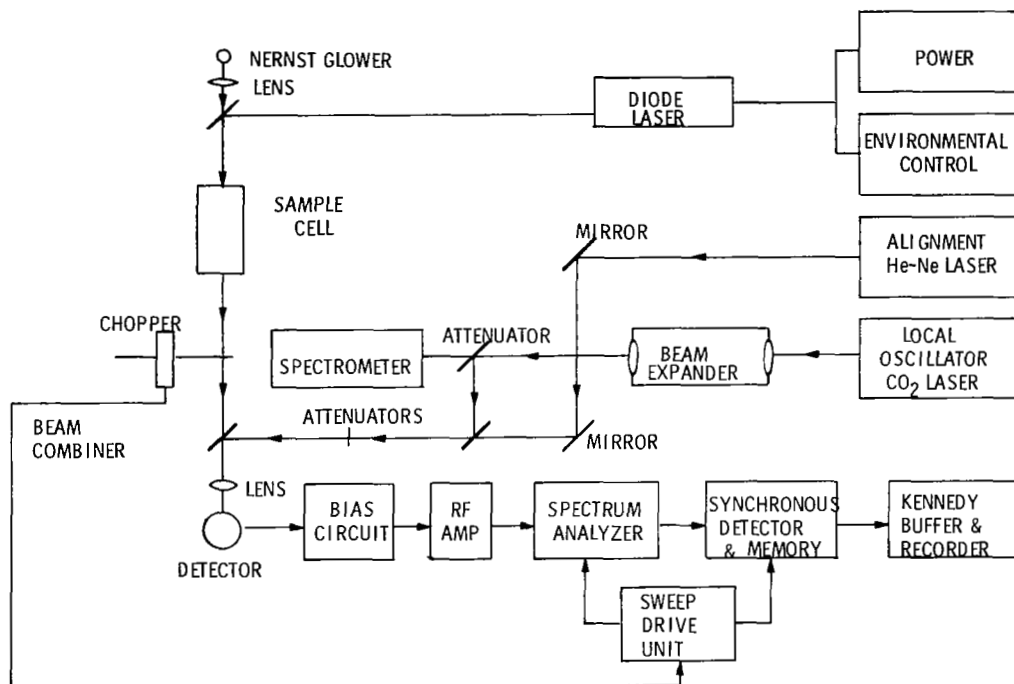 NERNST GLOWER
LENS
DIODE
LASER
POWER
ENVIRONMENTAL
CONTROL
SAMPLE
CELL
MIRROR
ALIGNMENT
He-Ne LASER
CHOPPER
ATTENUATOR
SPECTROMETER
BEAM
EXPANDER
LOCAL
OSCILLATOR
CO2 LASER
BEAM
COMBINER
ATTENUATORS
MIRROR
LENS
DETECTOR
BIAS
CIRCUIT
RF
AMP
SPECTRUM
ANALYZER
SYNCHRONOUS
DETECTOR
& MEMORY
KENNEDY
BUFFER &
RECORDER
SWEEP
DRIVE
UNIT